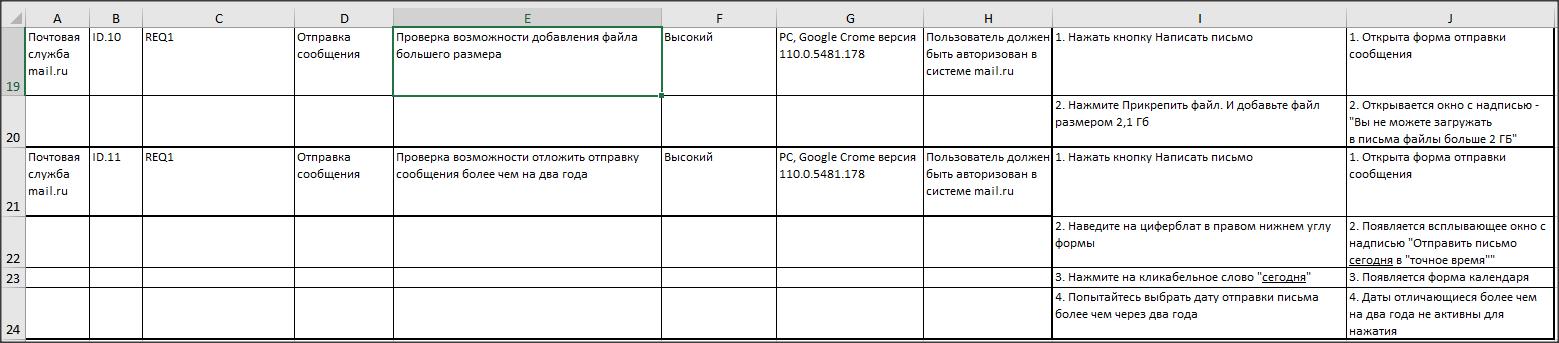 A B C D E F G H I J
19
Почтовая служба mail.ru
ID.10
REQ1
Отправка сообщения
Проверка возможности добавления файла
большего размера
Высокий
PC, Google Crome версия
110.0.5481.178
Пользователь должен
быть авторизован в
системе mail.ru
1. Нажать кнопку Написать письмо
1. Открыта форма отправки
сообщения
20
2. Нажмите Прикрепить файл. И добавьте файл
размером 2,1 Гб
2. Открывается окно с надписью -
"Вы не можете загружать
в письма файлы больше 2 ГБ"
21
Почтовая
служба
mail.ru
ID.11
REQ1
Отправка
сообщения
Проверка возможности отложить отправку
сообщения более чем на два года
Высокий
PC, Google Crome версия
110.0.5481.178
Пользователь должен
быть авторизован в
системе mail.ru
1. Нажать кнопку Написать письмо
1. Открыта форма отправки
сообщения
22
2. Наведите на циферблат в правом нижнем углу
формы
2. Появляется всплывающее окно с
надписью "Отправить письмо
сегодня в "точное время""
23
3. Нажмите на кликабельное слово "сегодня"
3. Появляется форма календаря
24
4. Попытайтесь выбрать дату отправки письма
более чем через два года
4. Даты отличающиеся более чем
на два года не активны для
нажатия